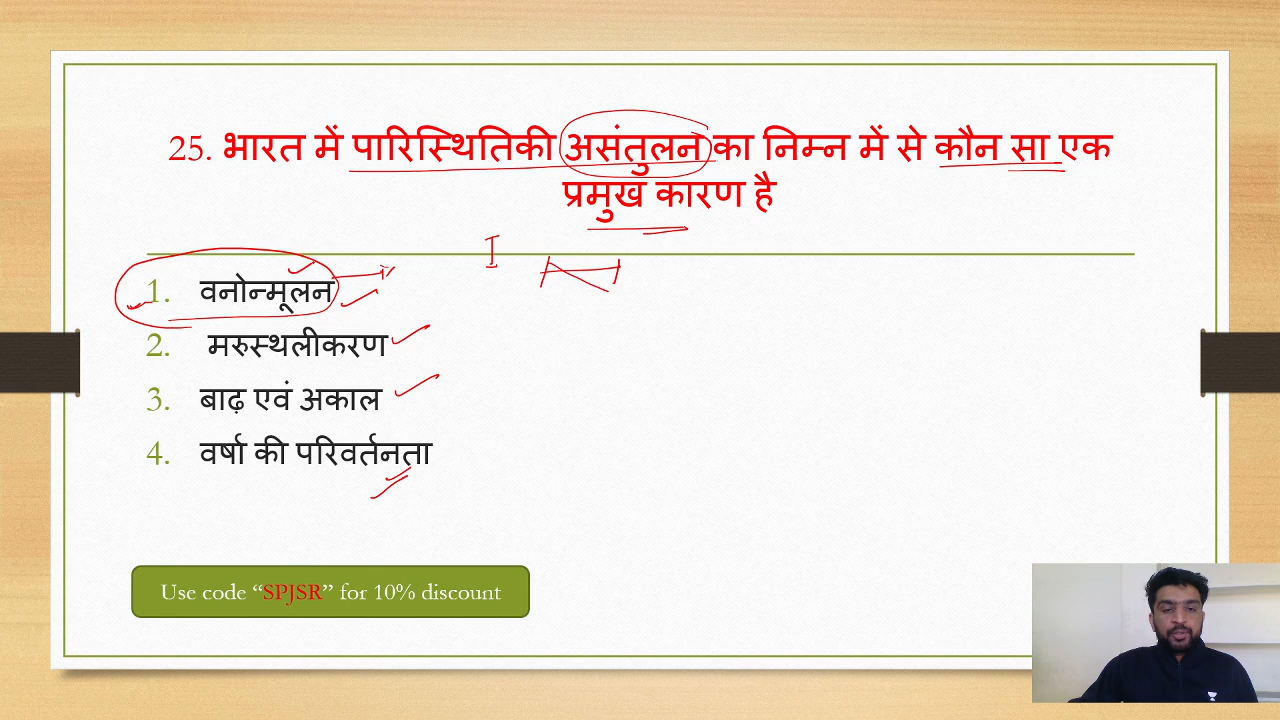 25. भारत में पारिस्थितिकी असंतुलन का निम्न में से कौन सा एक
प्रमुख कारण है
1. वनोन्मूलन
2. मरुस्थलीकरण
3. बाढ़ एवं अकाल
4. वर्षा की परिवर्तनता
Use code “SPJSR” for 10% discount